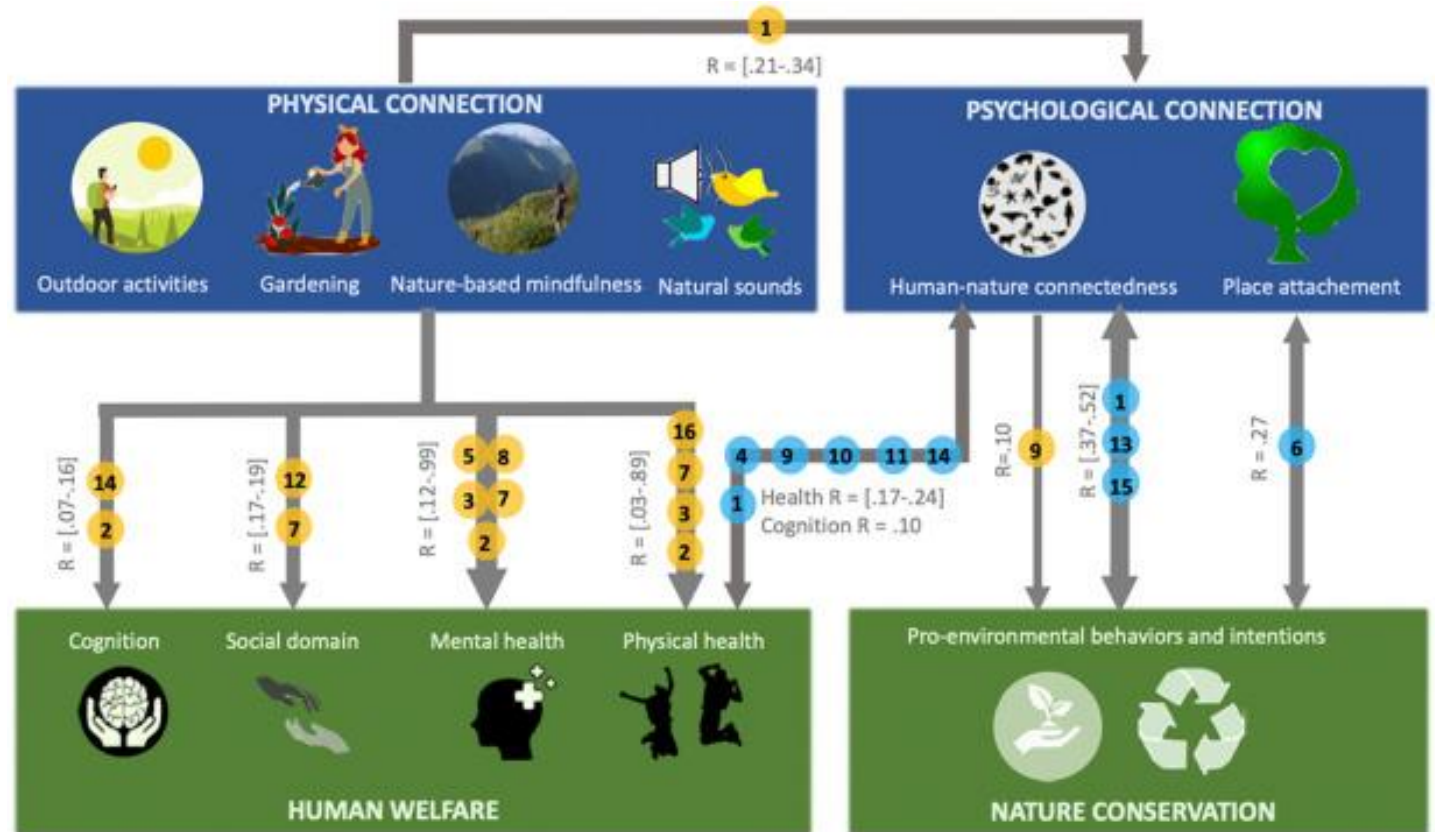 1
R = [.21-.34]
PHYSICAL CONNECTION
Outdoor activities
Gardening
Nature-based mindfulness
Natural sounds
PSYCHOLOGICAL CONNECTION
Human-nature connectedness
Place attachement
R = [.07-.16]
14
2
R = [.17-.19]
12
7
R = [.12-.99]
5
8
3
7
2
R = [.03-.89]
16
7
3
2
4
9
10
11
14
1
Health R = [.17-.24]
Cognition R = .10
R=.10
9
R = [.37-.52]
1
13
15
R = .27
6
Cognition
Social domain
Mental health
Physical health
HUMAN WELFARE
Pro-environmental behaviors and intentions
NATURE CONSERVATION